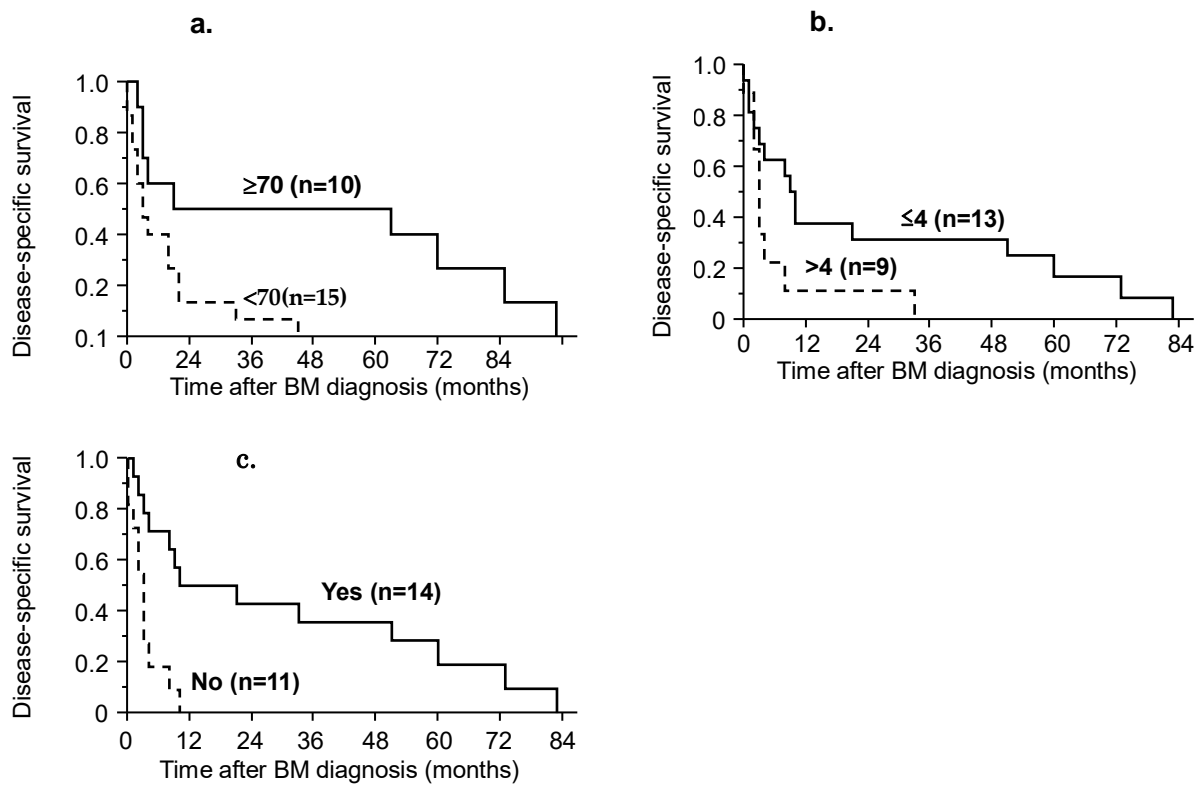 a.
Disease-specific survival
1.0
0.8
0.6
0.4
0.2
0.1
≥70 (n=10)
<70(n=15)
0 24 36 48 60 72 84
Time after BM diagnosis (months)
b.
Disease-specific survival
1.0
0.8
0.6
0.4
0.2
0
≤4 (n=13)
>4 (n=9)
0 12 24 36 48 60 72 84
Time after BM diagnosis (months)
c.
Disease-specific survival
1.0
0.8
0.6
0.4
0.2
0
Yes (n=14)
No (n=11)
0 12 24 36 48 60 72 84
Time after BM diagnosis (months)